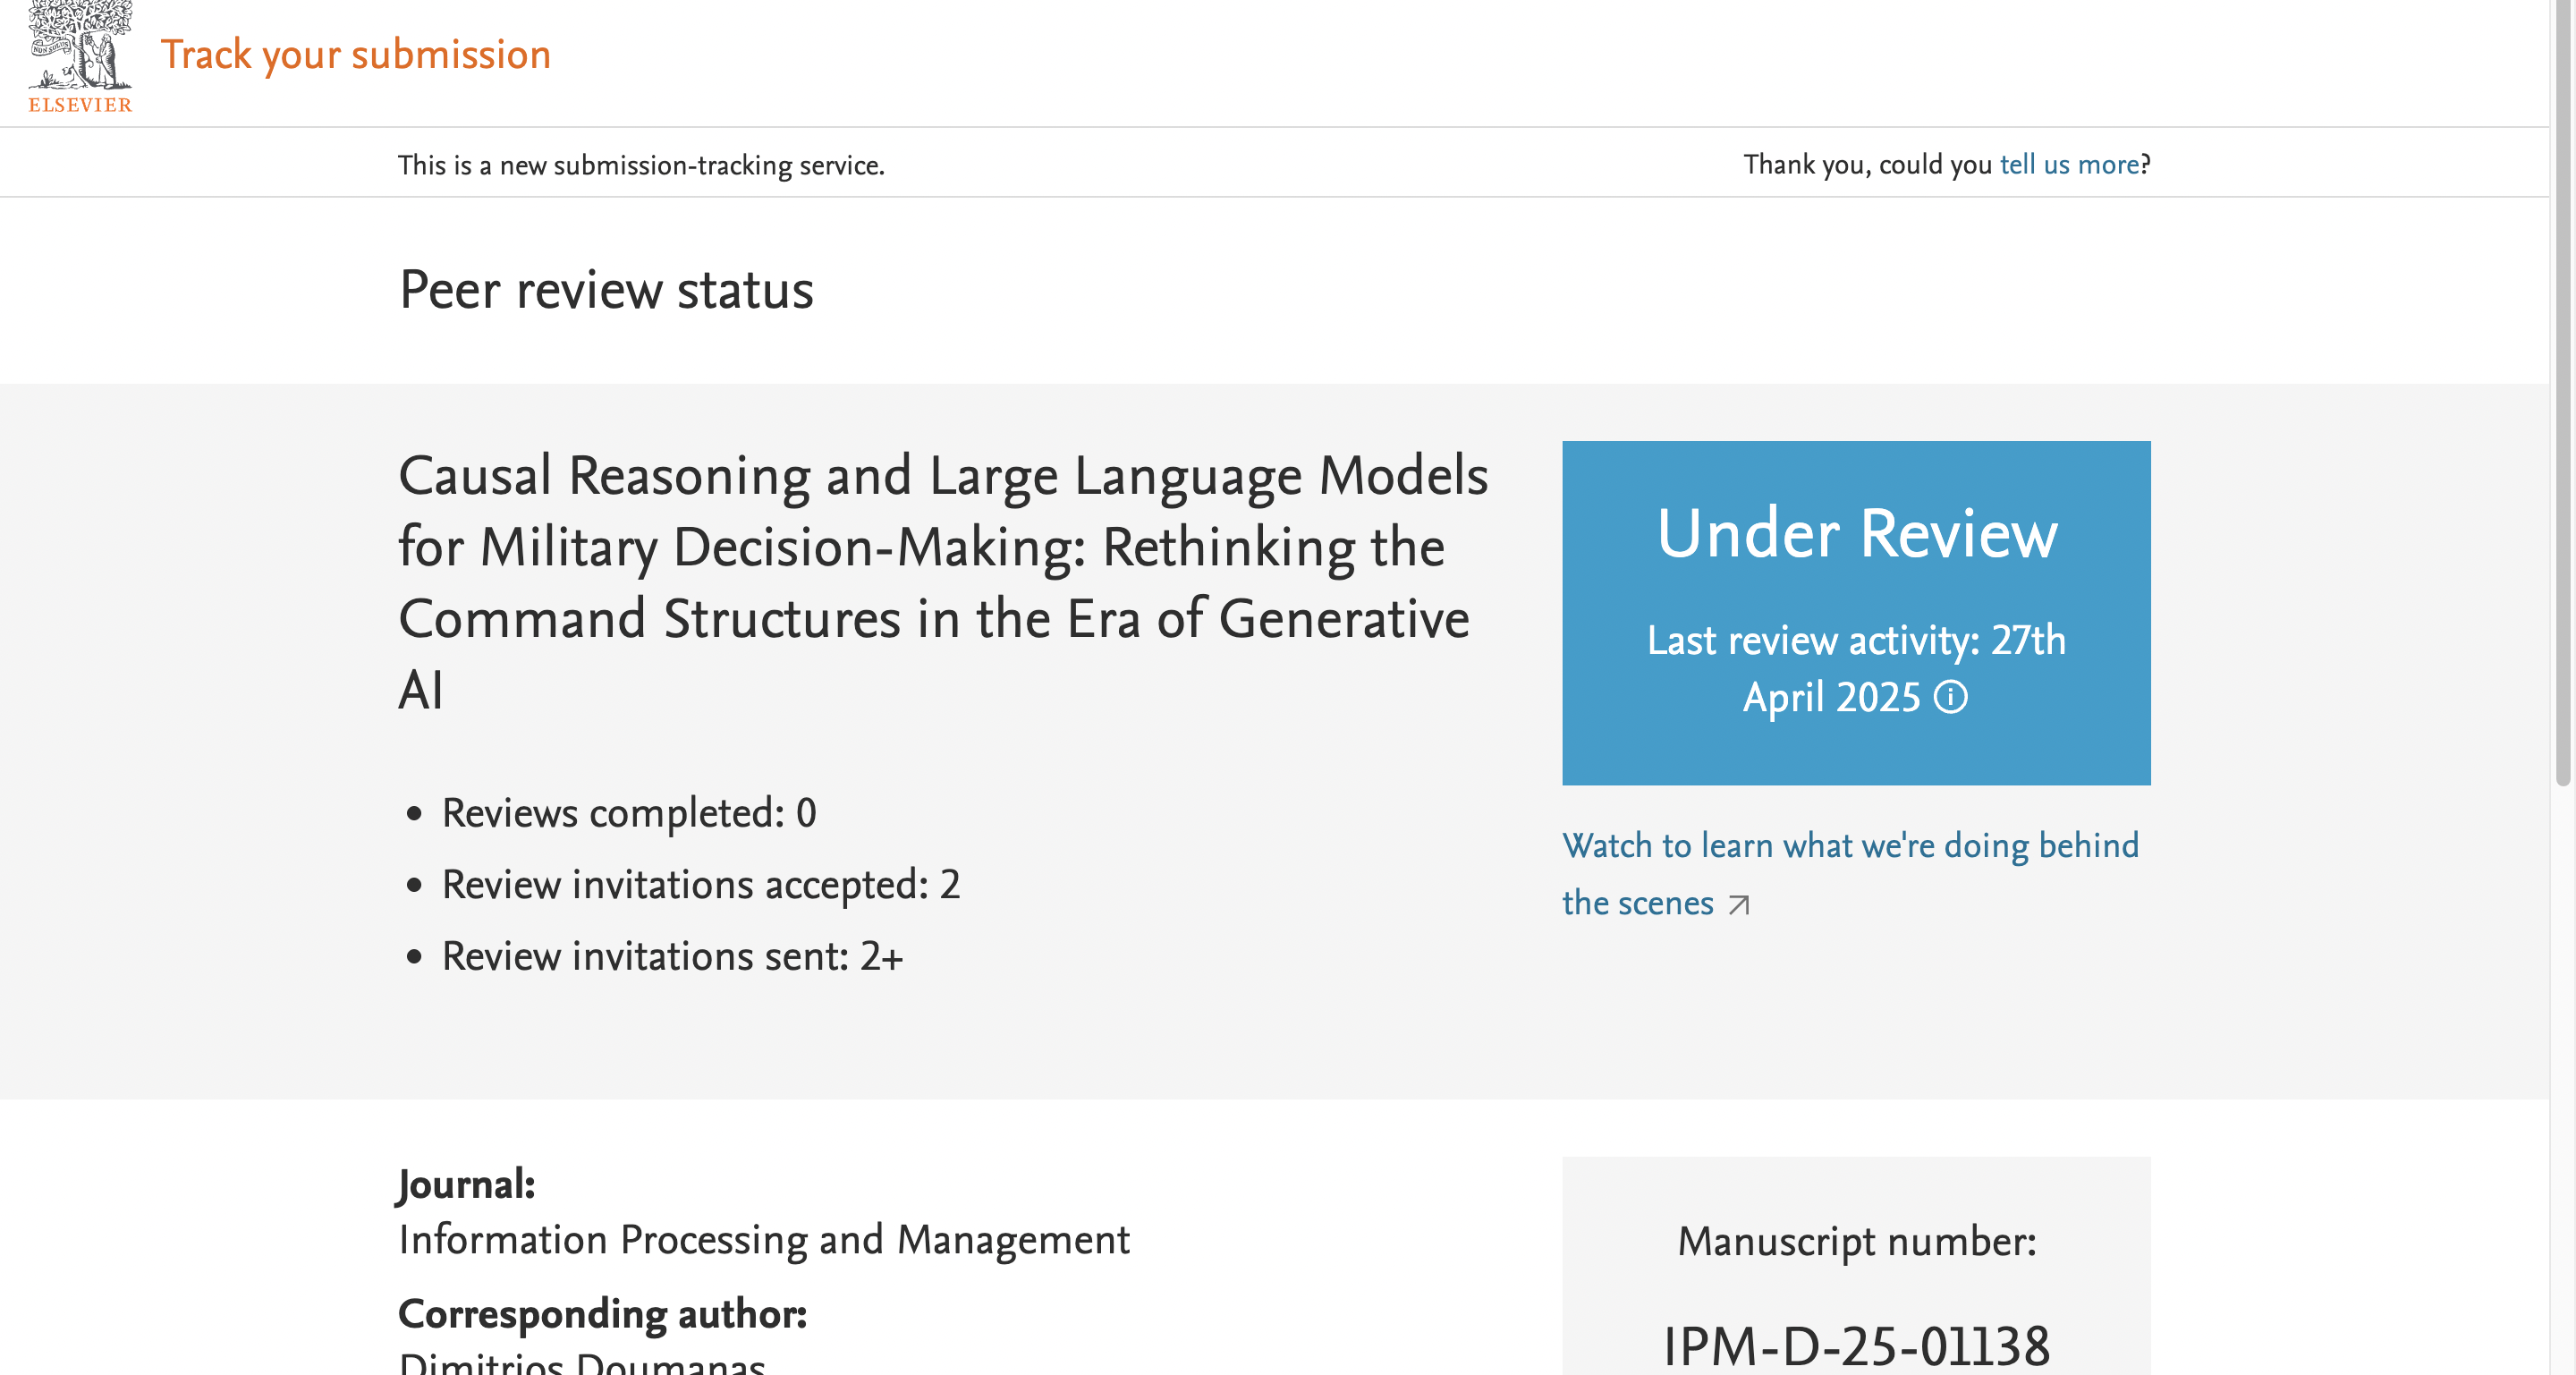 NON SOLUS
ELSEVIER
Track your submission
This is a new submission-tracking service.
Thank you, could you tell us more?
Peer review status
Causal Reasoning and Large Language Models
for Military Decision-Making: Rethinking the
Command Structures in the Era of Generative
AI
Reviews completed: 0
Review invitations accepted: 2
Review invitations sent: 2+
Under Review
Last review activity: 27th
April 2025
Watch to learn what we're doing behind
the scenes
Journal:
Information Processing and Management
Corresponding author:
Dimitrios Doumanas
Manuscript number:
IPM-D-25-01138